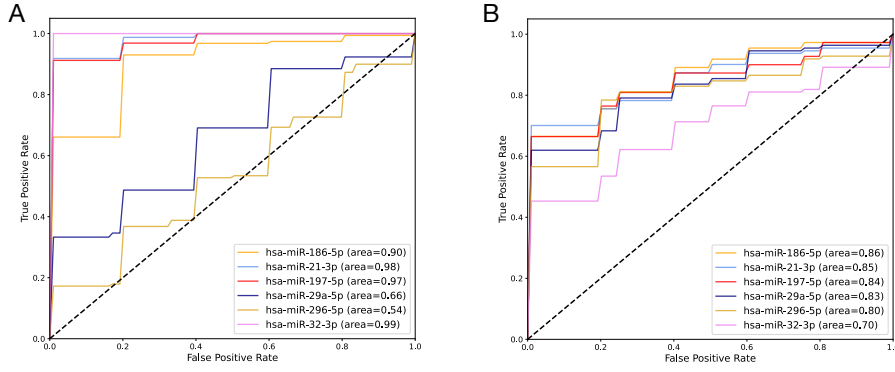 A
1.0
0.8
0.6
0.4
0.2
0.0
True Positive Rate
hsa-miR-186-5p (area=0.90)
hsa-miR-21-3p (area=0.98)
hsa-miR-197-5p (area=0.97)
hsa-miR-29a-5p (area=0.66)
hsa-miR-296-5p (area=0.54)
hsa-miR-32-3p (area=0.99)
0.0 0.2 0.4 0.6 0.8 1.0
False Positive Rate
B
1.0
0.8
0.6
0.4
0.2
0.0
True Positive Rate
hsa-miR-186-5p (area=0.86)
hsa-miR-21-3p (area=0.85)
hsa-miR-197-5p (area=0.84)
hsa-miR-29a-5p (area=0.83)
hsa-miR-296-5p (area=0.80)
hsa-miR-32-3p (area=0.70)
0.0 0.2 0.4 0.6 0.8 1.0
False Positive Rate